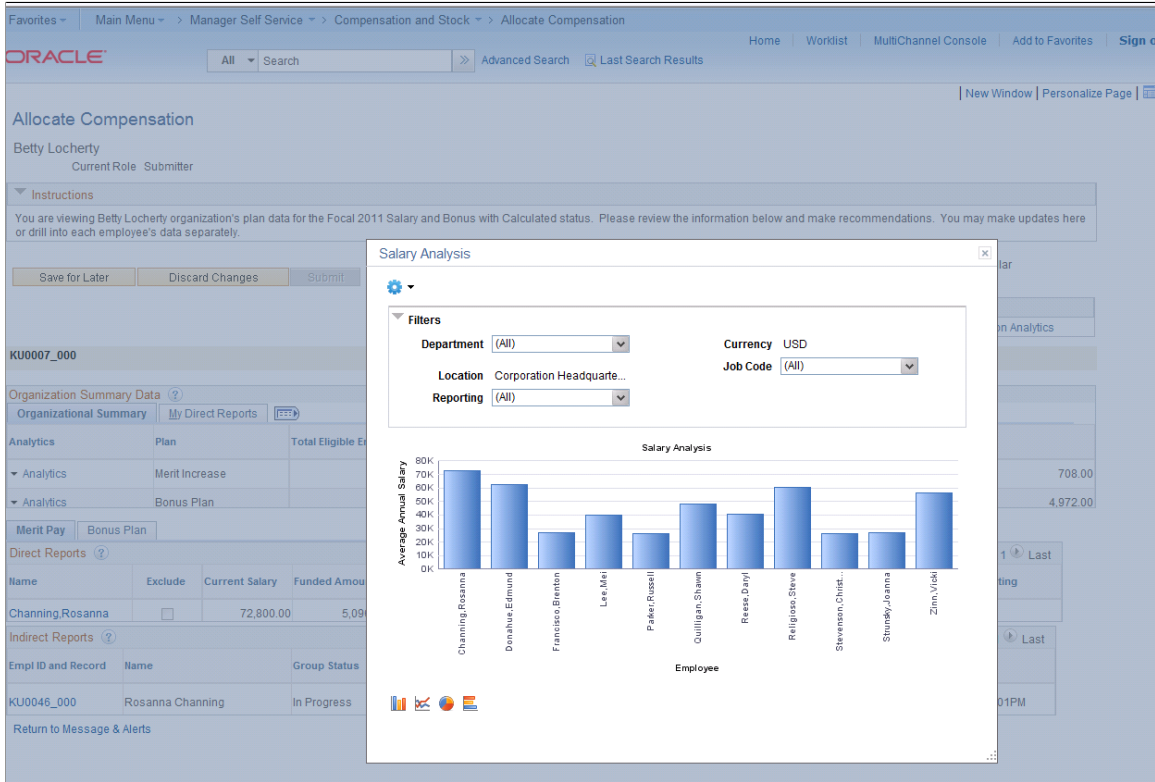 Favorites Main Menu > Manager Self Service > Compensation and Stock > Allocate Compensation
Home Worklist MultiChannel Console Add to Favorites Sign
ORACLE All Search Advanced Search Last Search Results
New Window Personalize Page
Allocate Compensation
Betty Locherty
Current Role Submitter
Instructions
You are viewing Betty Locherty organization's plan data for the Focal 2011 Salary and Bonus with Calculated status. Please review the information below and make recommendations. You may make updates here
or drill into each employee's data separately.
Save for Later Discard Changes Submit
KU0007_000
Organization Summary Data
Organizational Summary My Direct Reports
Analytics Plan Total Eligible
Analytics Merit Increase 708.00
Analytics Bonus Plan 4,972.00
Merit Pay Bonus Plan
Direct Reports 1 Last
Name Exclude Current Salary Funded Amou ting
Channing,Rosanna 72,800.00 5,09
Indirect Reports Last
Empl ID and Record Name Group Status
KU0046_000 Rosanna Channing In Progress 01PM
Return to Message & Alerts
lar
on Analytics
Salary Analysis
Filters
Department (All) Currency USD
Job Code (All)
Location Corporation Headquarte...
Reporting (All)
Salary Analysis
Average Annual Salary
80K
70K
60K
50K
40K
30K
20K
10K
0K
Channing,Rosanna
Donahue,Edmund
Francisco,Brenton
Lee,Mei
Parker,Russell
Quilligan,Shawn
Reese,Daryl
Religioso,Steve
Stevenson,Christ...
Strunsky,Joanna
Zinn,Vicki
Employee